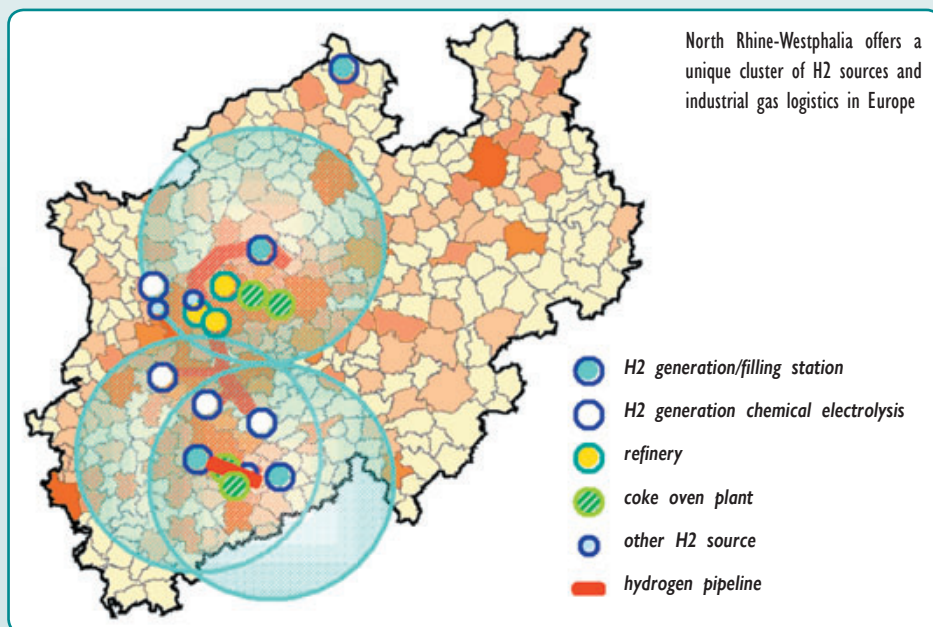 North Rhine-Westphalia offers a
unique cluster of H2 sources and
industrial gas logistics in Europe
H2 generation/filling station
H2 generation chemical electrolysis
refinery
coke oven plant
other H2 source
hydrogen pipeline